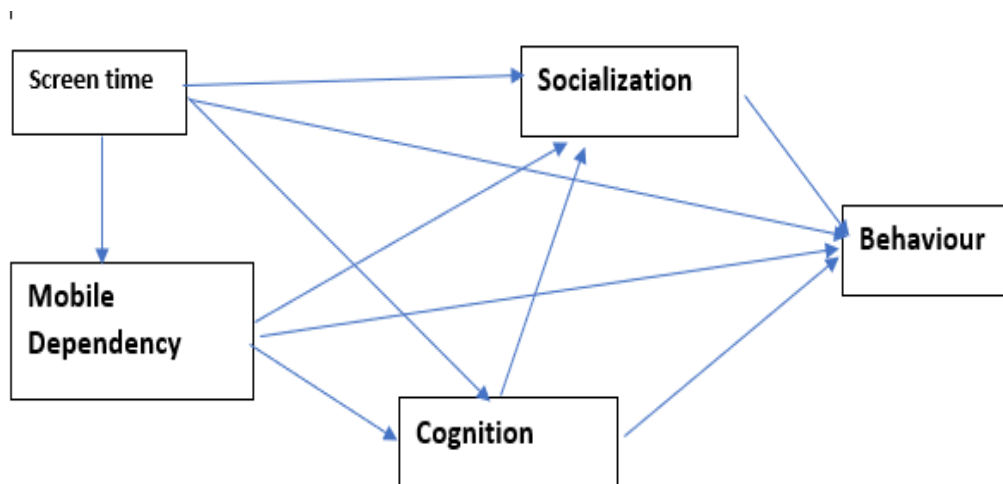 Screen time
Socialization
Behaviour
Mobile
Dependency
Cognition